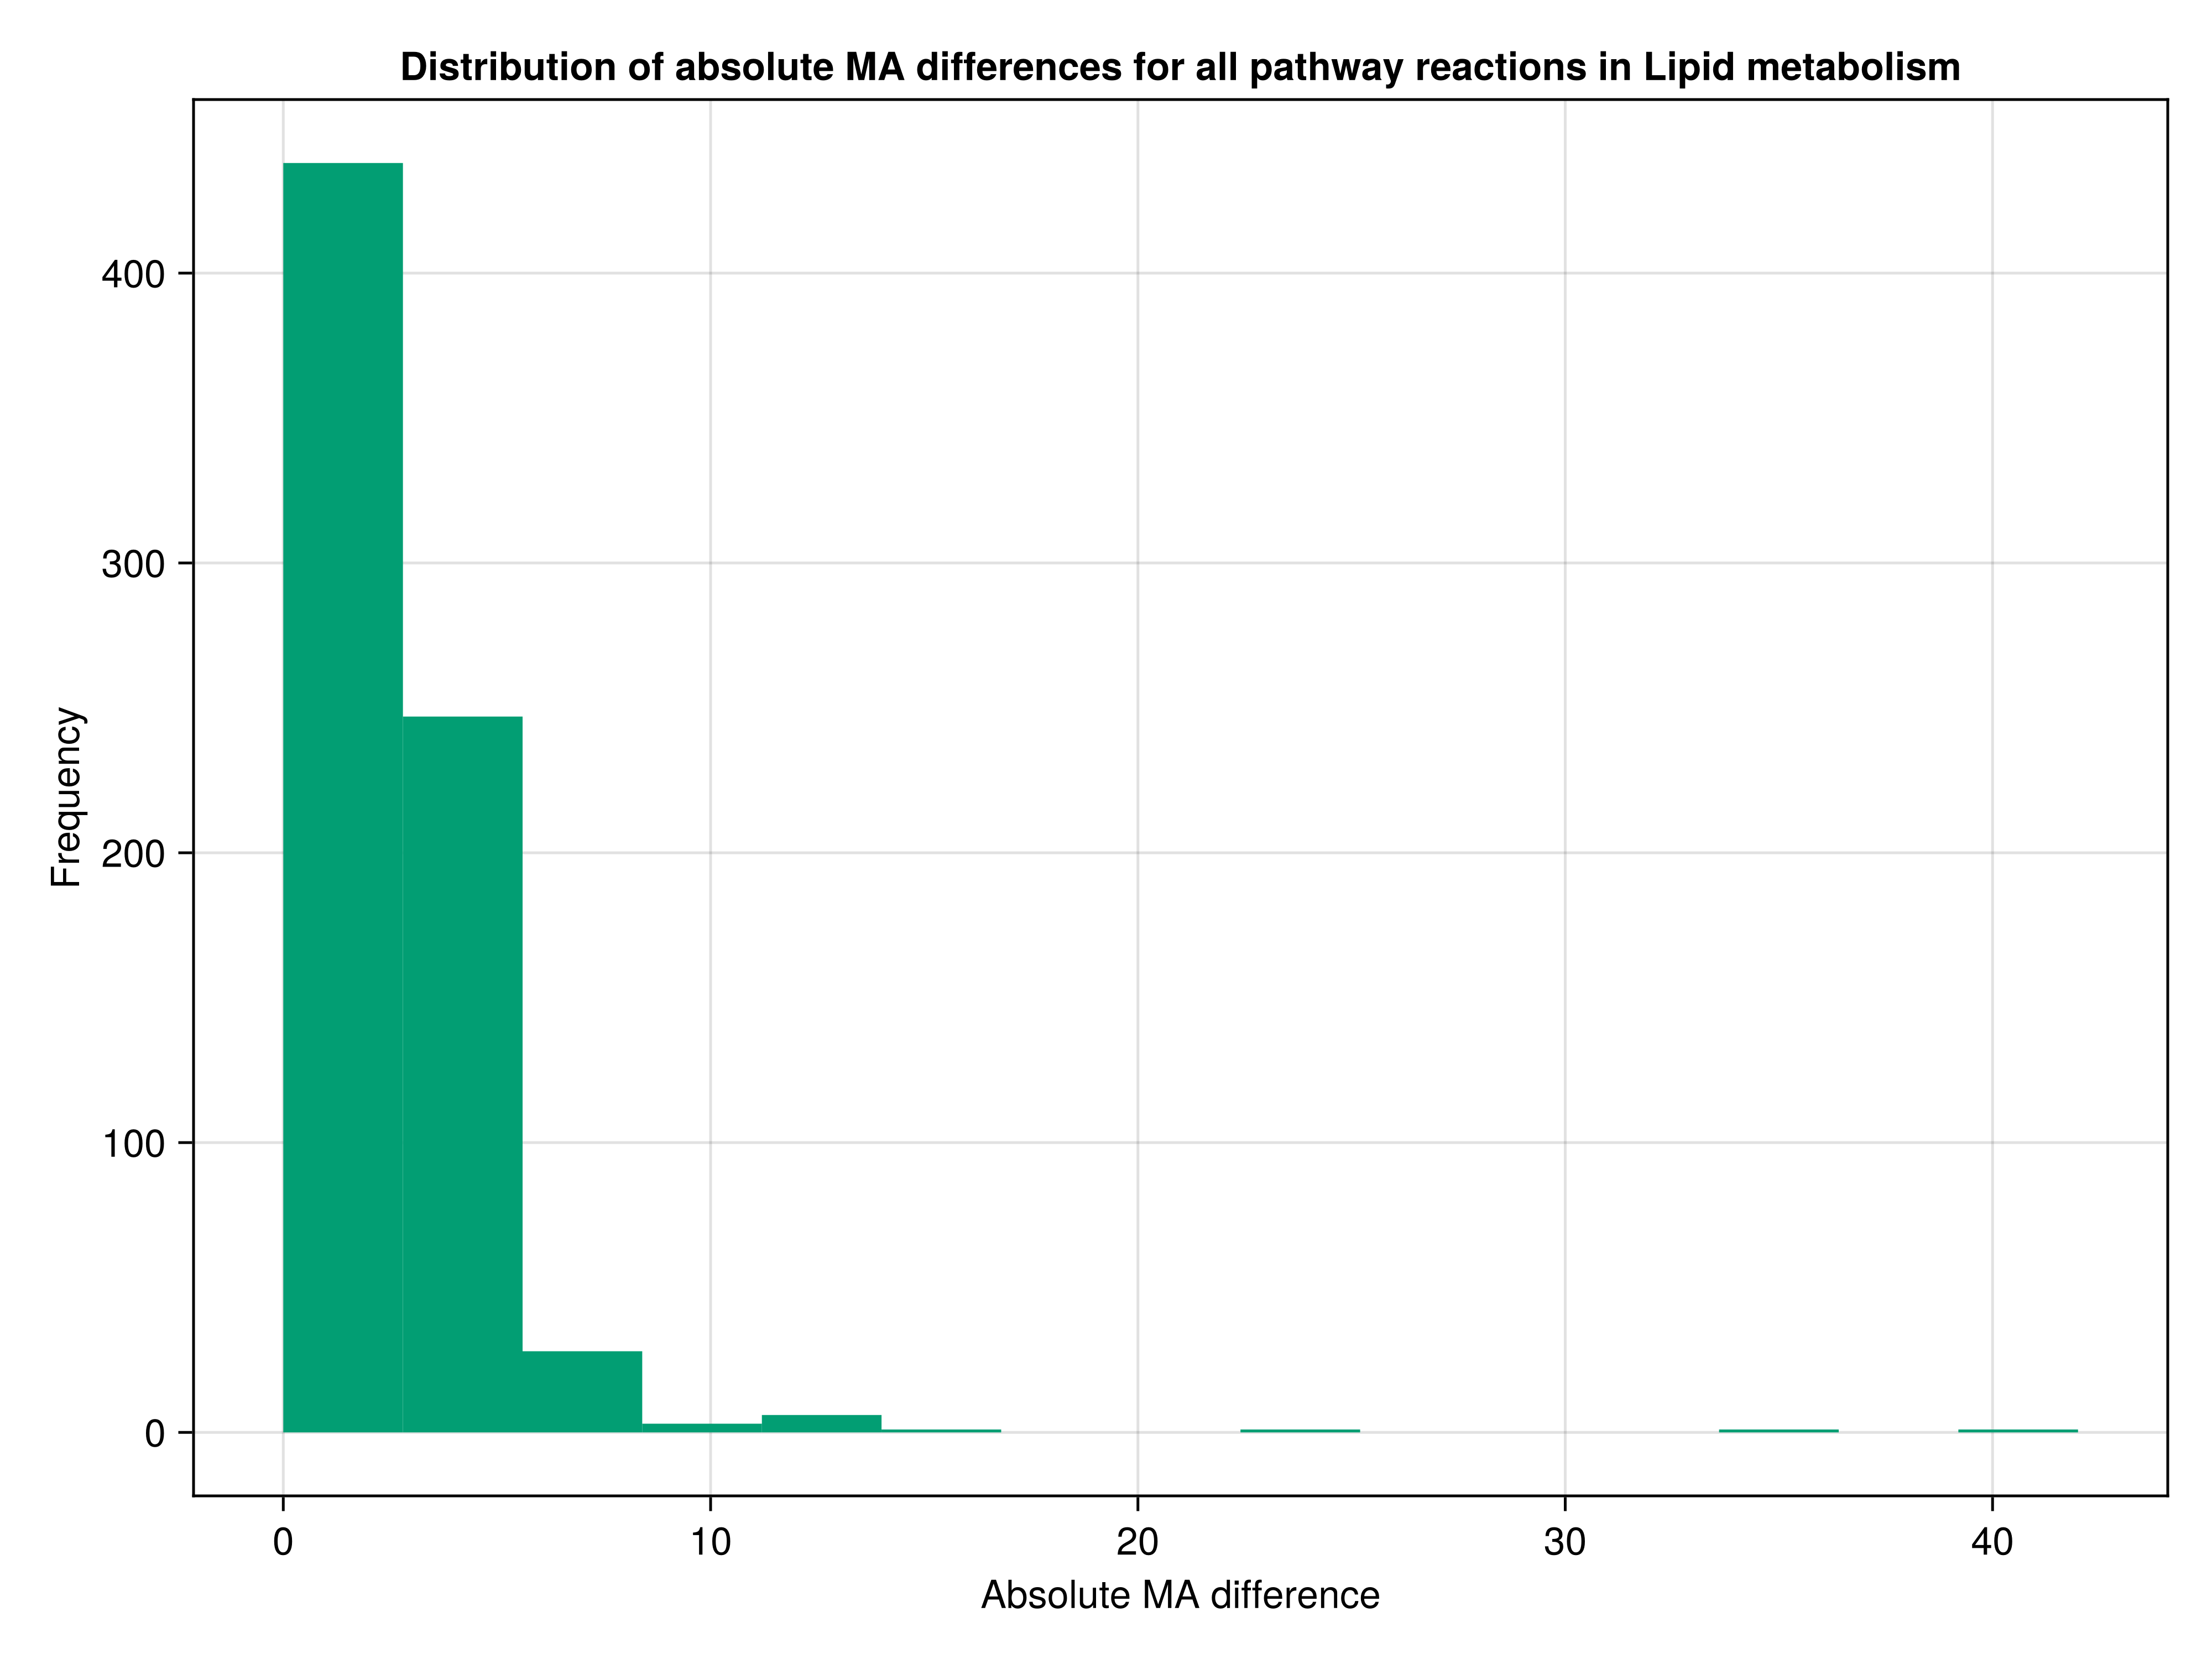 Distribution of absolute MA differences for all pathway reactions in Lipid metabolism
Frequency
400
300
200
100
0
0 10 20 30 40
Absolute MA difference